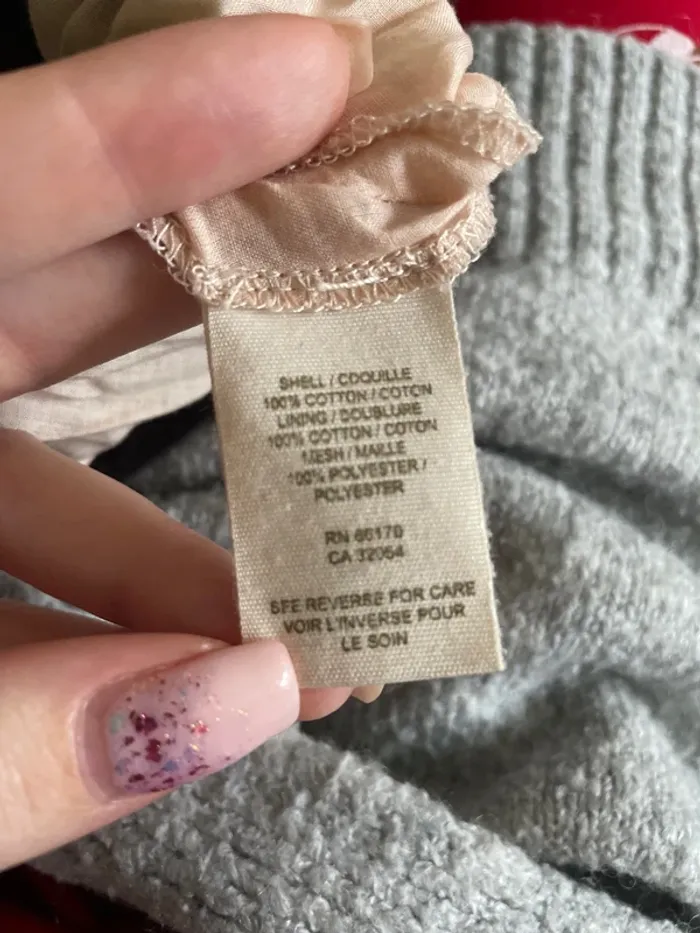 SHELL / COQUILLE
100% COTTON / COTON
LINING / DOUBLURE
100% COTTON / COTON
MESH / MAILLE
100% POLYESTER /
POLYESTER
RN 66170
CA 32054
SEE REVERSE FOR CARE
VOIR L'INVERSE POUR
LE SOIN